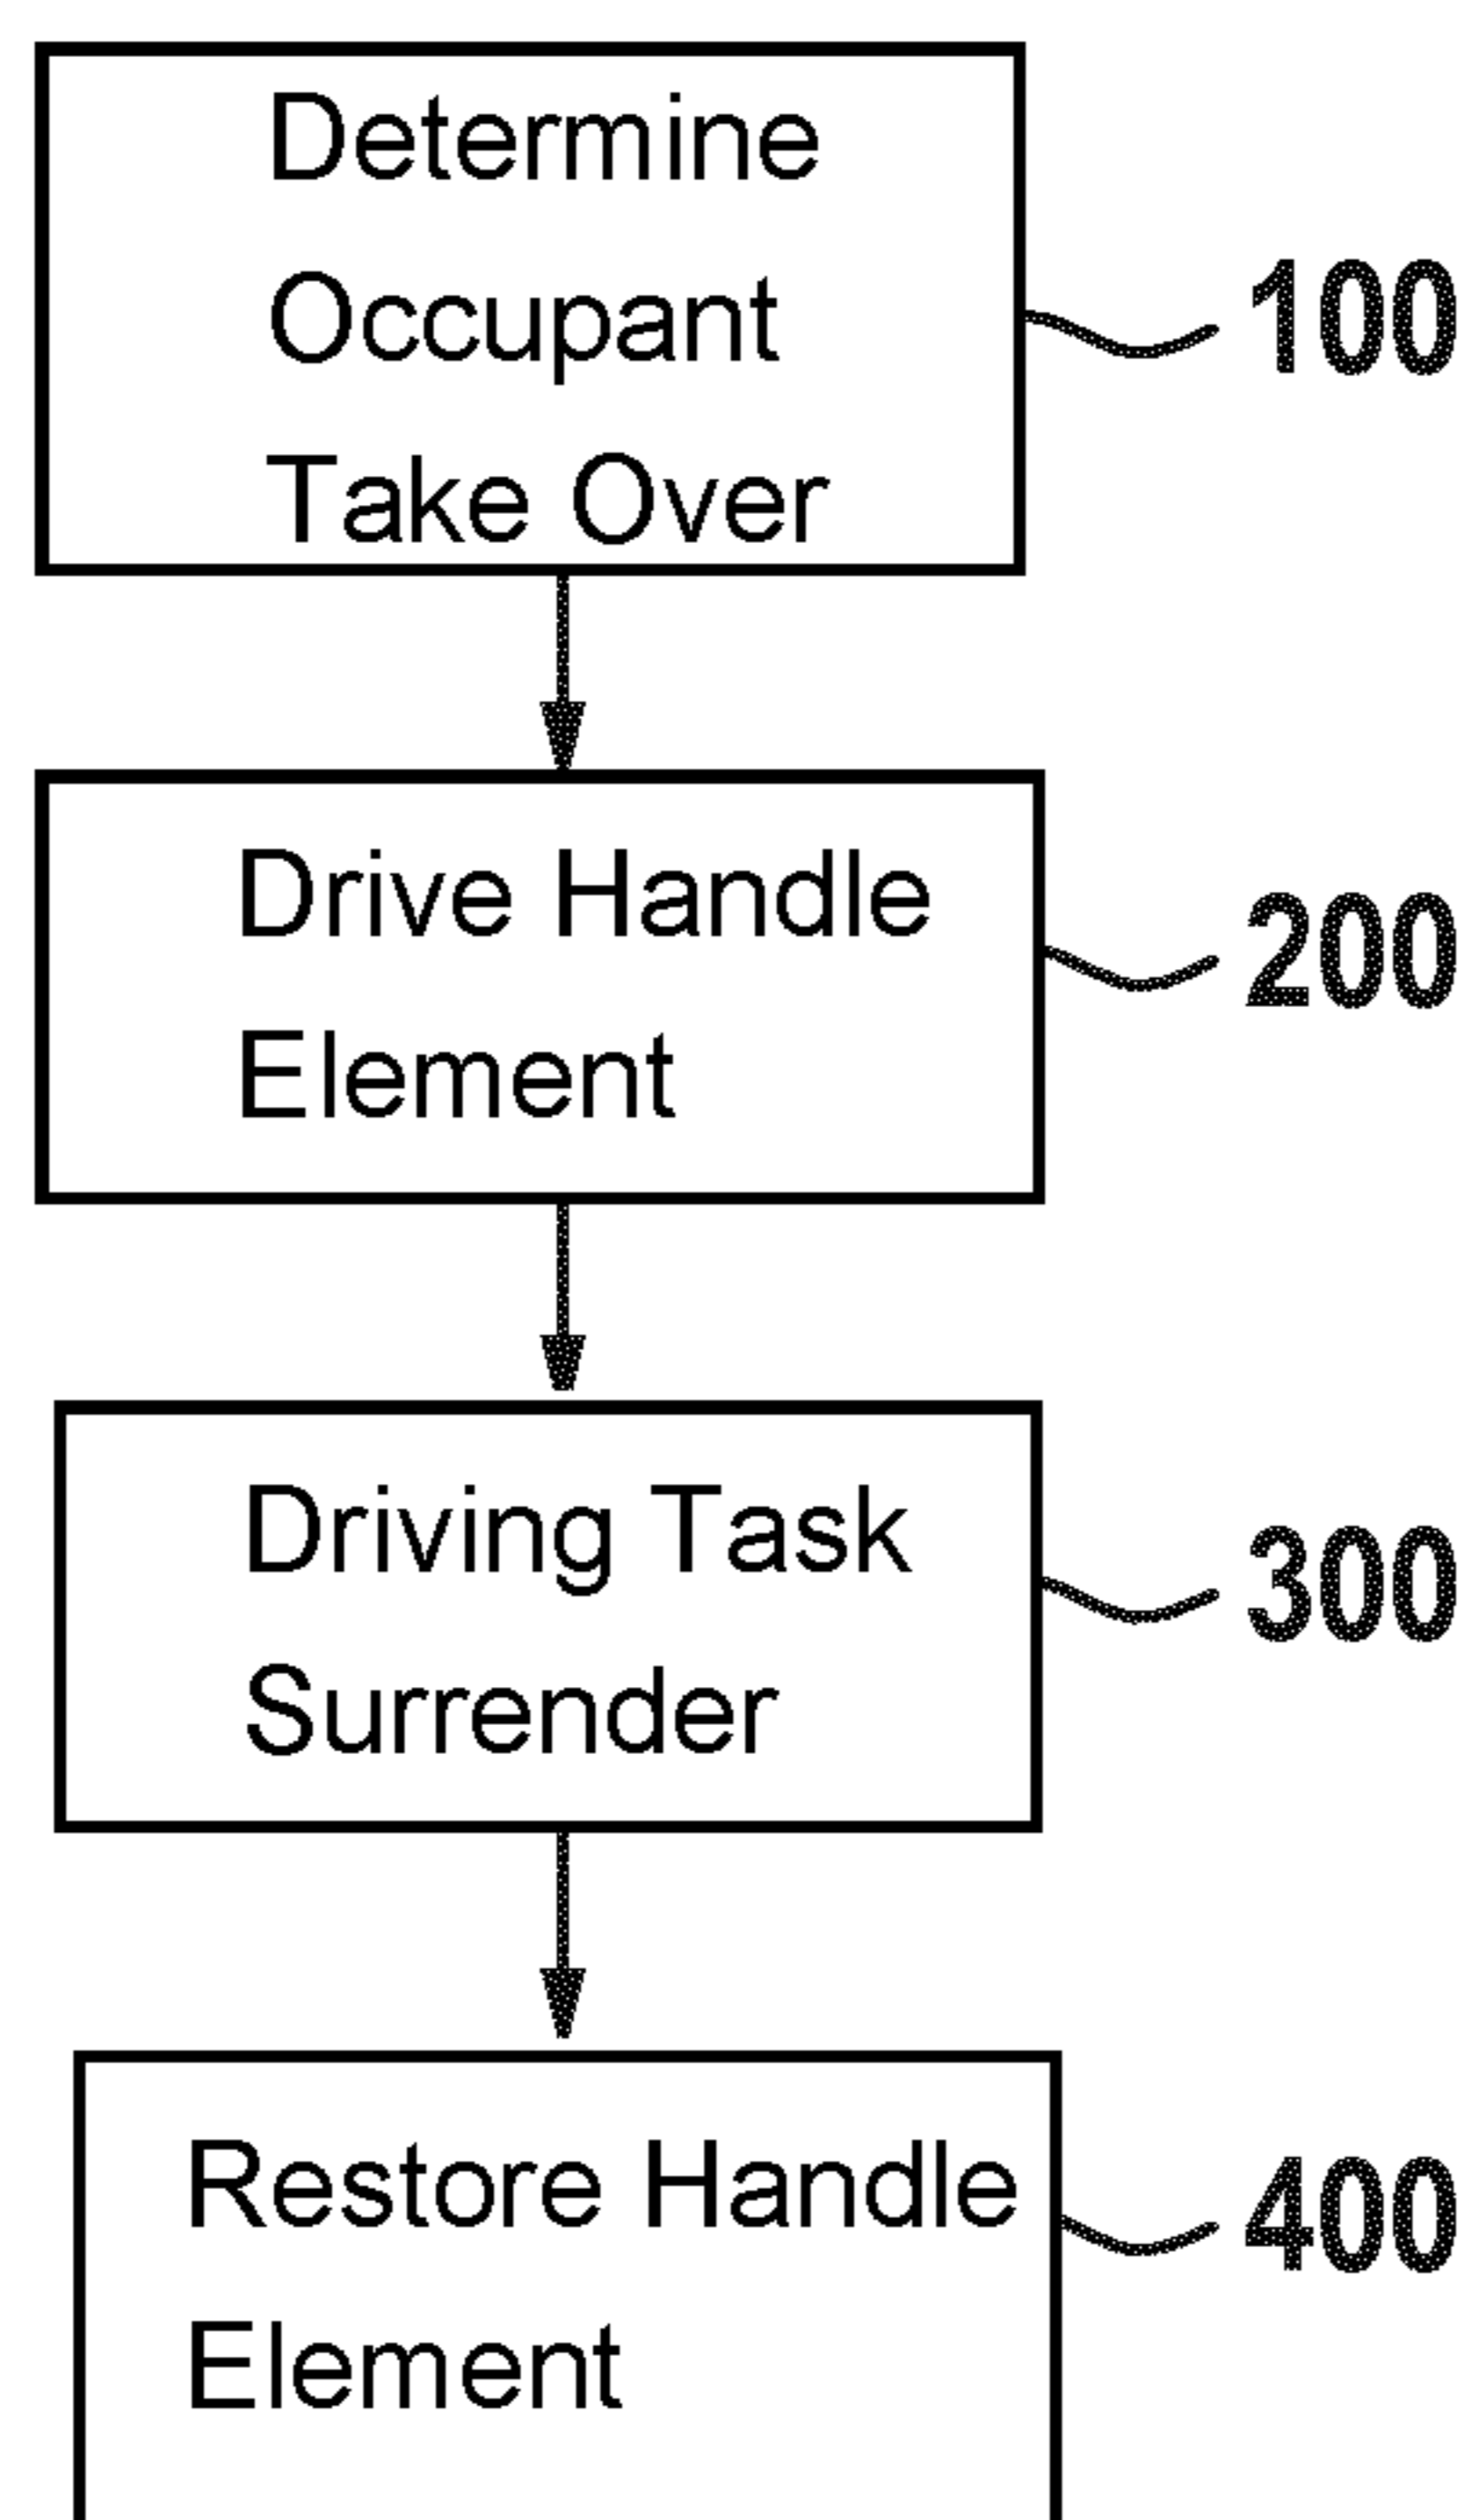 Determine
Occupant
Take Over
100
Drive Handle
Element
200
Driving Task
Surrender
300
Restore Handle
Element
400